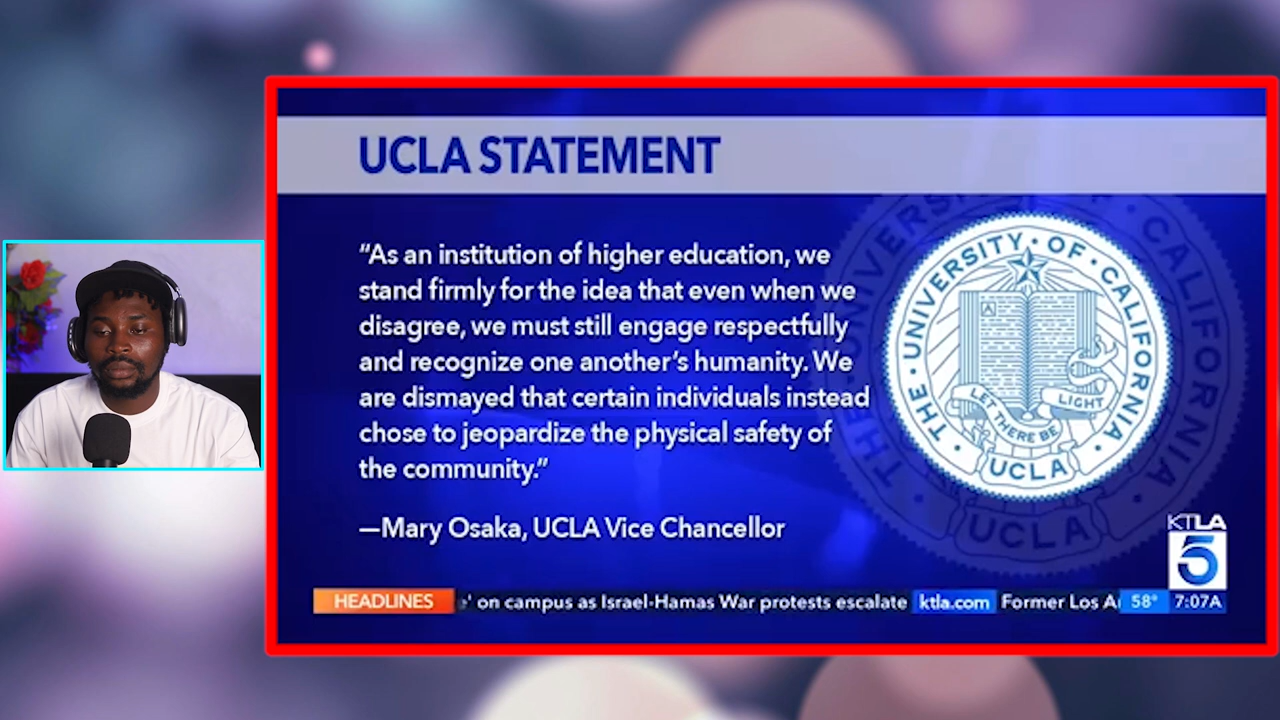 UCLA STATEMENT
“As an institution of higher education, we
stand firmly for the idea that even when we
disagree, we must still engage respectfully
and recognize one another’s humanity. We
are dismayed that certain individuals instead
chose to jeopardize the physical safety of
the community.”
—Mary Osaka, UCLA Vice Chancellor
THE · UNIVERSITY · OF · CALIFORNIA ·
LET THERE BE LIGHT
UCLA
KTLA
5
HEADLINES ' on campus as Israel-Hamas War protests escalate ktla.com Former Los 58° 7:07A